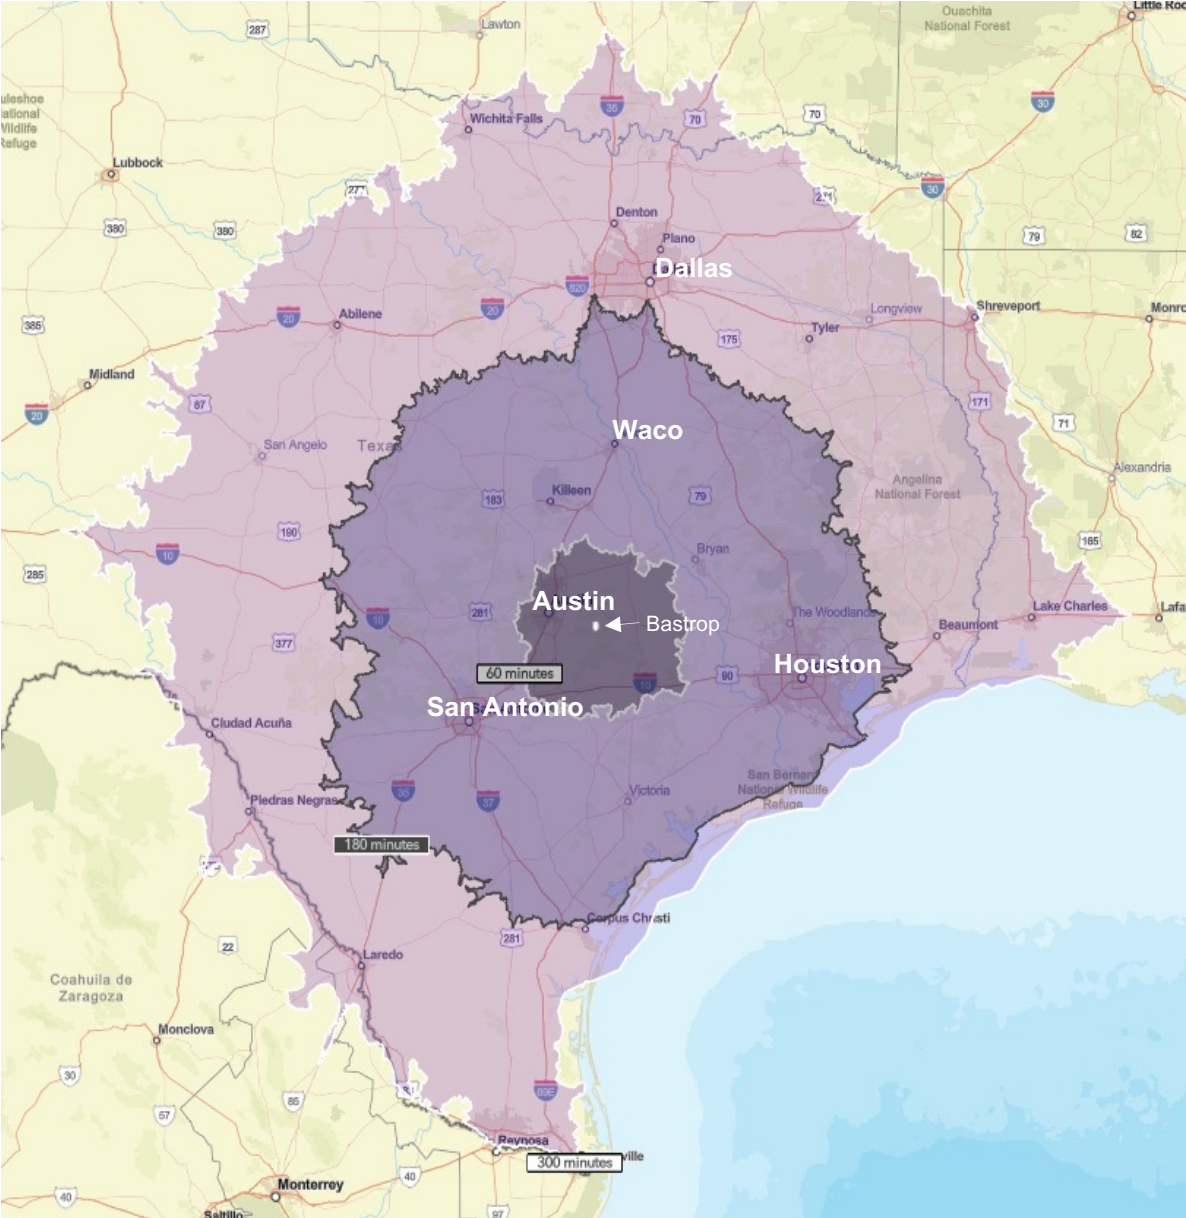 Lawton
Ouachita
National Forest
Little Roc
287
uleshoe
ational
Wildlife
Refuge
35
30
Wichita Falls
70
70
Lubbock
277
30
271
380
380
Denton
79
82
Plano
Dallas
820
20
20
Abilene
Longview
Shreveport
Monro
385
Tyler
175
Midland
87
171
20
Waco
71
San Angelo
Texas
Alexandria
Killeen
183
79
Angelina
National Forest
190
165
10
Bryan
285
Austin
281
The Woodlands
Lake Charles
Lafa
10
Bastrop
Beaumont
377
Houston
60 minutes
90
10
San Antonio
Ciudad Acuña
San Bernard
National Wildlife
Refuge
35
37
Victoria
Piedras Negras
180 minutes
Corpus Christi
281
22
Laredo
Coahuila de
Zaragoza
Monclova
30
69E
85
57
Reynosa
300 minutes
ville
40
Monterrey
40
Saltillo
97